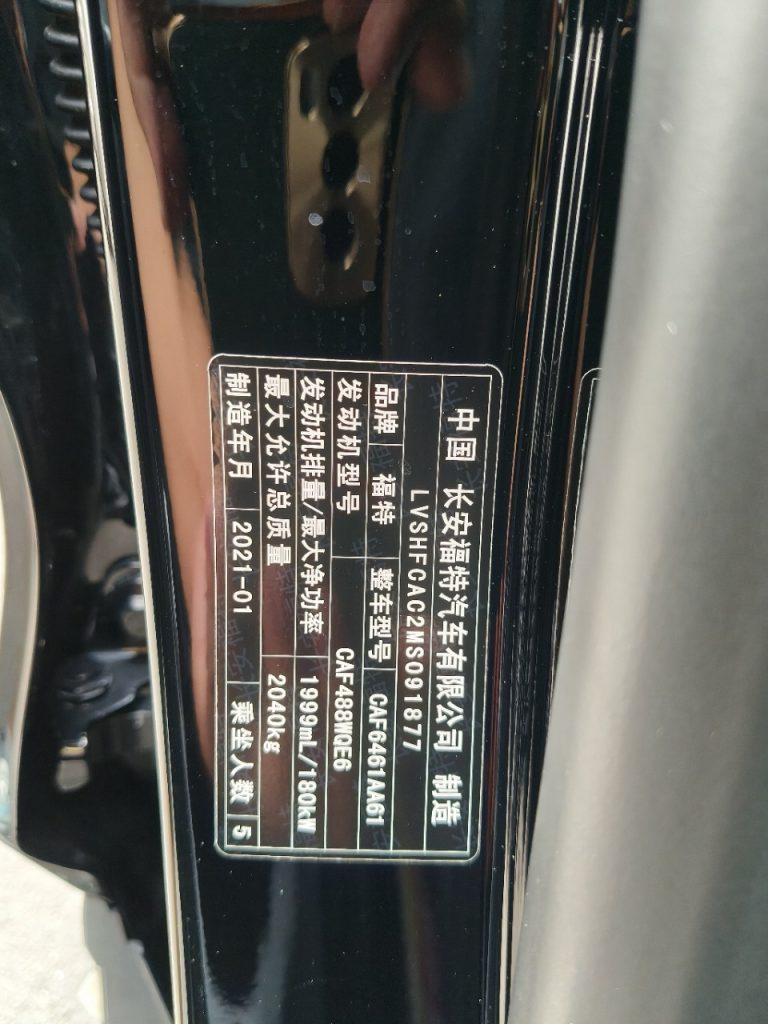 中国 长安福特汽车有限公司 制造
LVSHFCAC2MS091877
品牌 福特 整车型号 CAF6461AA61
发动机型号 CAF488WQE6
发动机排量/最大净功率 1999mL/180kW
最大允许总质量 2040kg
制造年月 2021-01 乘坐人数 5